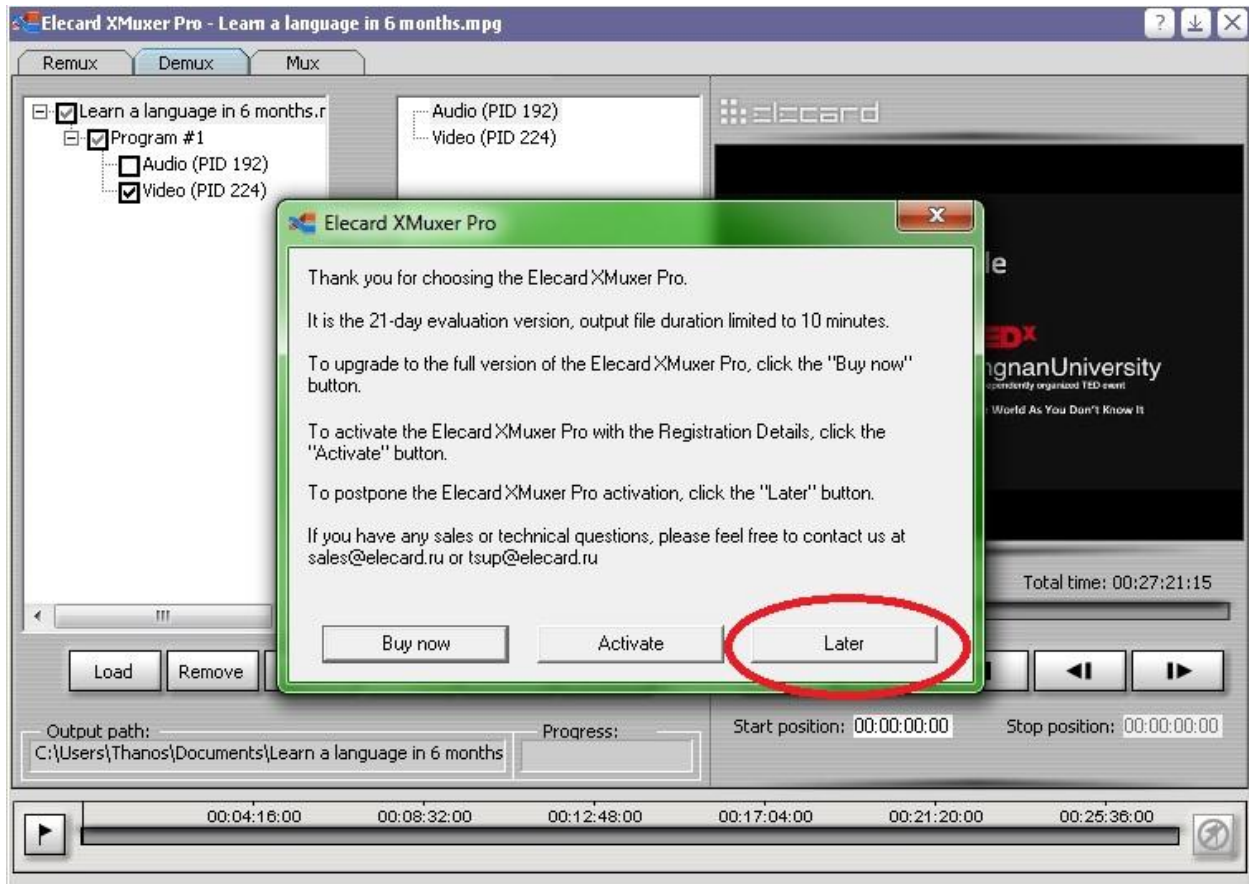 Elecard XMuxer Pro - Learn a language in 6 months.mpg
?
Remux Demux Mux
Learn a language in 6 months.r
Program #1
Audio (PID 192)
Video (PID 224)
Audio (PID 192)
Video (PID 224)
elecard
Elecard XMuxer Pro
Thank you for choosing the Elecard XMuxer Pro.
It is the 21-day evaluation version, output file duration limited to 10 minutes.
To upgrade to the full version of the Elecard XMuxer Pro, click the "Buy now"
button.
To activate the Elecard XMuxer Pro with the Registration Details, click the
"Activate" button.
To postpone the Elecard XMuxer Pro activation, click the "Later" button.
If you have any sales or technical questions, please feel free to contact us at
sales@elecard.ru or tsup@elecard.ru
Buy now Activate Later
le
EDx
gnanUniversity
pendently organized TED event
World As You Don't Know It
Total time: 00:27:21:15
Load Remove
Start position: 00:00:00:00 Stop position: 00:00:00:00
Output path: Progress:
C:\Users\Thanos\Documents\Learn a language in 6 months
00:04:16:00 00:08:32:00 00:12:48:00 00:17:04:00 00:21:20:00 00:25:36:00